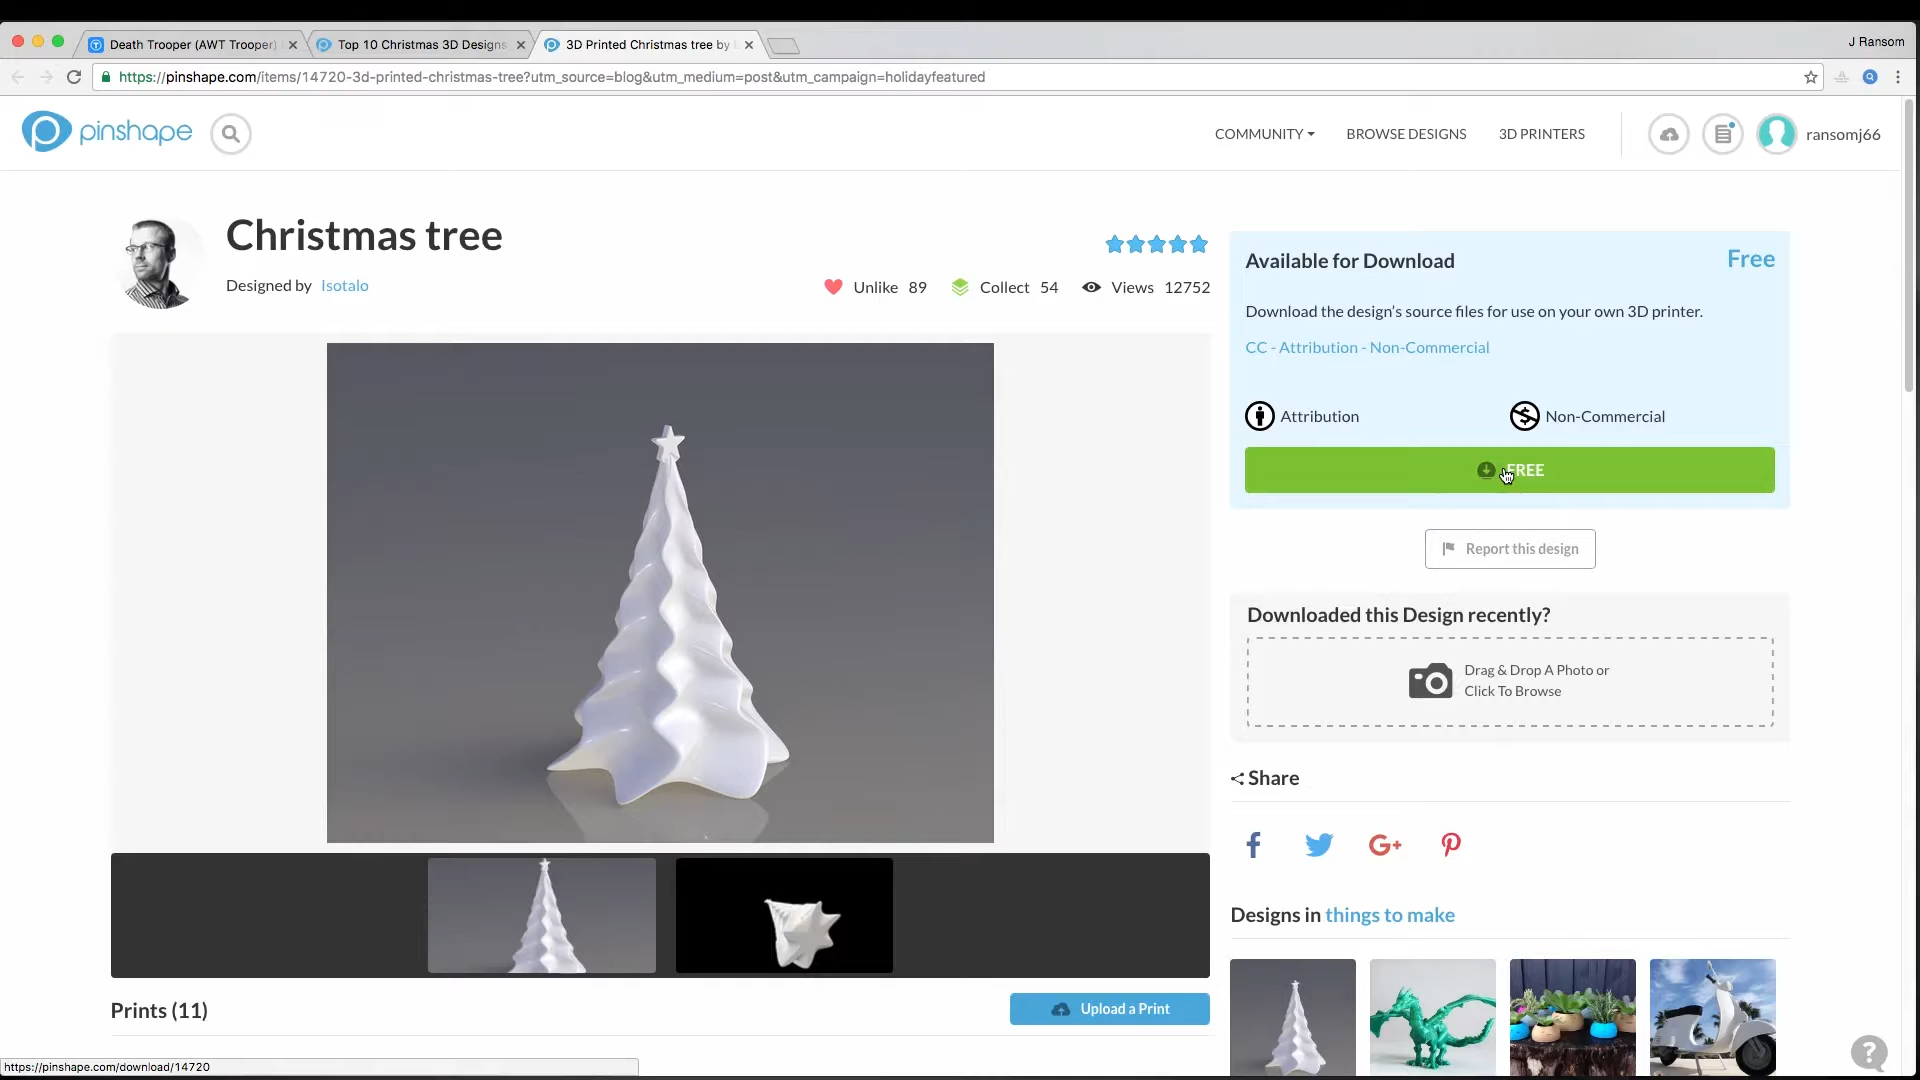 Death Trooper (AWT Trooper)
Top 10 Christmas 3D Designs
3D Printed Christmas tree by
J Ransom
https://pinshape.com/items/14720-3d-printed-christmas-tree?utm_source=blog&utm_medium=post&utm_campaign=holidayfeatured
pinshape
COMMUNITY
BROWSE DESIGNS
3D PRINTERS
ransomj66
Christmas tree
Designed by Isotalo
Unlike 89
Collect 54
Views 12752
Available for Download
Free
Download the design's source files for use on your own 3D printer.
CC - Attribution - Non-Commercial
Attribution
Non-Commercial
FREE
Report this design
Downloaded this Design recently?
Drag & Drop A Photo or
Click To Browse
Share
Designs in things to make
Prints (11)
Upload a Print
https://pinshape.com/download/14720